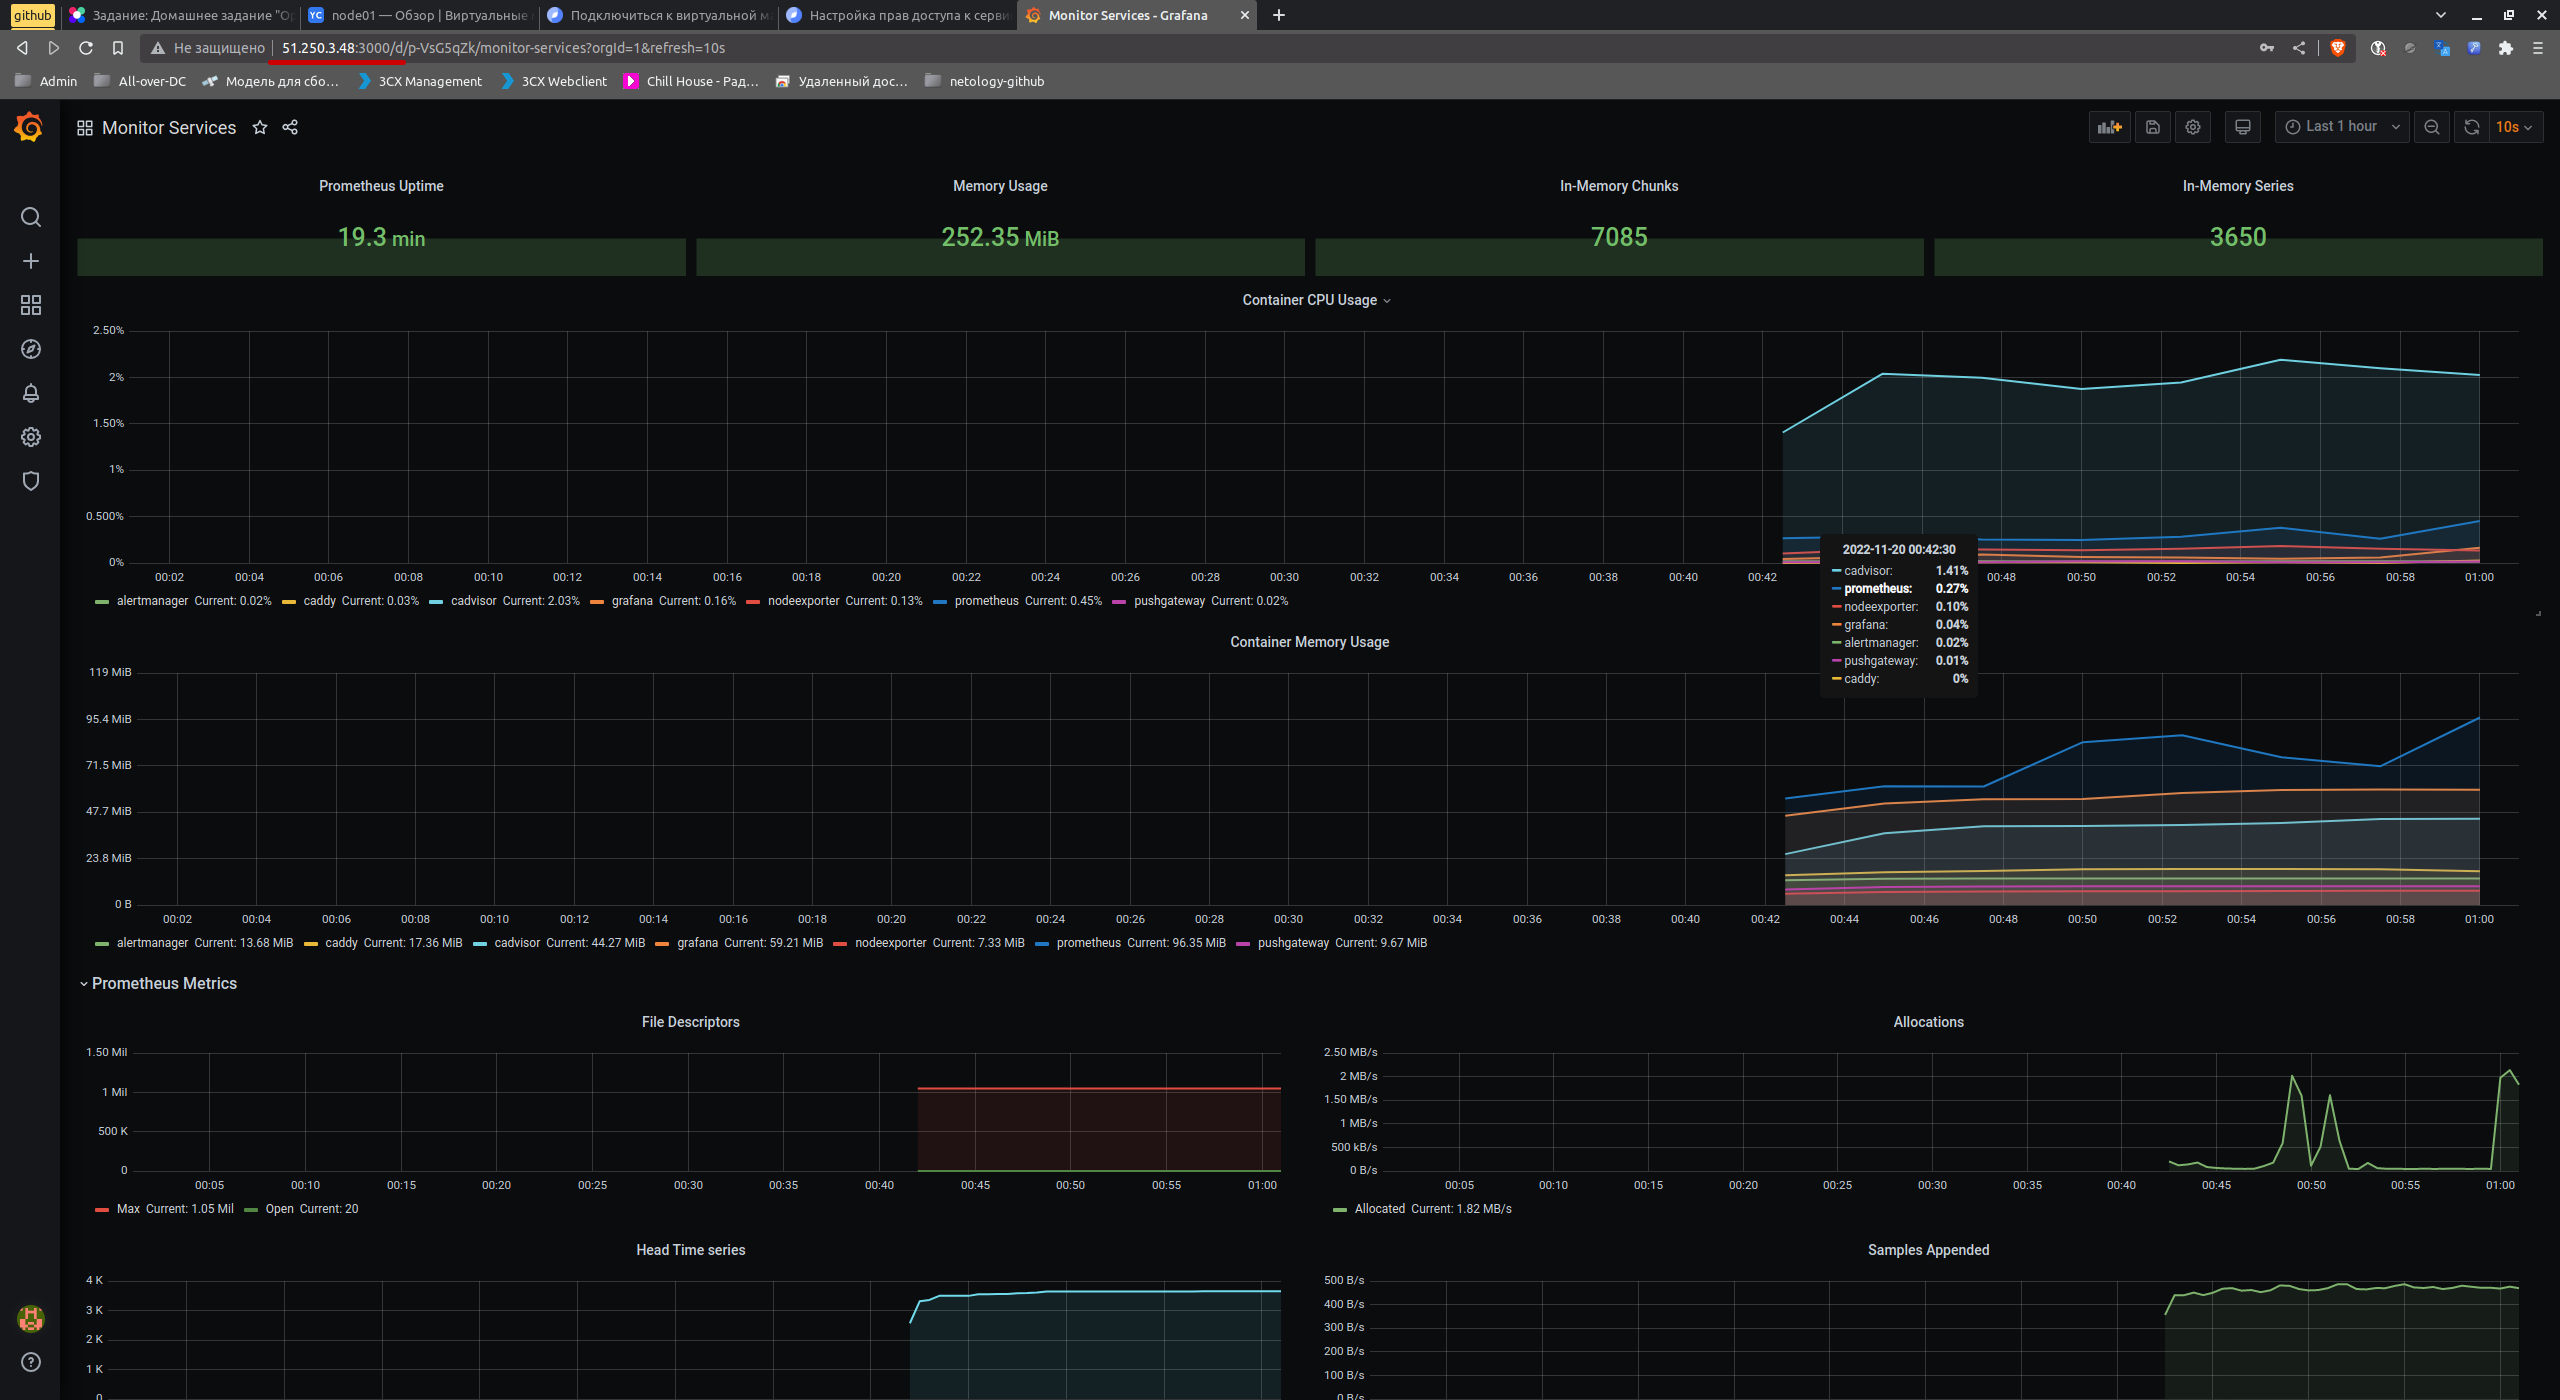 github Задание: Домашнее задание "Ор node01 — Обзор | Виртуальные Подключиться к виртуальной м Настройка прав доступа к серви Monitor Services - Grafana
Не защищено 51.250.3.48:3000/d/p-VsG5qZk/monitor-services?orgId=1&refresh=10s
Admin All-over-DC Модель для сбо… 3CX Management 3CX Webclient Chill House - Рад… Удаленный дос… netology-github
Monitor Services Last 1 hour 10s
Prometheus Uptime Memory Usage In-Memory Chunks In-Memory Series
19.3 min 252.35 MiB 7085 3650
Container CPU Usage
2.50%
2%
1.50%
1%
0.500%
0%
00:02 00:04 00:06 00:08 00:10 00:12 00:14 00:16 00:18 00:20 00:22 00:24 00:26 00:28 00:30 00:32 00:34 00:36 00:38 00:40 00:42 00:48 00:50 00:52 00:54 00:56 00:58 01:00
2022-11-20 00:42:30
cadvisor: 1.41%
prometheus: 0.27%
nodeexporter: 0.10%
grafana: 0.04%
alertmanager: 0.02%
pushgateway: 0.01%
caddy: 0%
alertmanager Current: 0.02% caddy Current: 0.03% cadvisor Current: 2.03% grafana Current: 0.16% nodeexporter Current: 0.13% prometheus Current: 0.45% pushgateway Current: 0.02%
Container Memory Usage
119 MiB
95.4 MiB
71.5 MiB
47.7 MiB
23.8 MiB
0 B
00:02 00:04 00:06 00:08 00:10 00:12 00:14 00:16 00:18 00:20 00:22 00:24 00:26 00:28 00:30 00:32 00:34 00:36 00:38 00:40 00:42 00:44 00:46 00:48 00:50 00:52 00:54 00:56 00:58 01:00
alertmanager Current: 13.68 MiB caddy Current: 17.36 MiB cadvisor Current: 44.27 MiB grafana Current: 59.21 MiB nodeexporter Current: 7.33 MiB prometheus Current: 96.35 MiB pushgateway Current: 9.67 MiB
Prometheus Metrics
File Descriptors
1.50 Mil
1 Mil
500 K
0
00:05 00:10 00:15 00:20 00:25 00:30 00:35 00:40 00:45 00:50 00:55 01:00
Max Current: 1.05 Mil Open Current: 20
Allocations
2.50 MB/s
2 MB/s
1.50 MB/s
1 MB/s
500 kB/s
0 B/s
00:05 00:10 00:15 00:20 00:25 00:30 00:35 00:40 00:45 00:50 00:55 01:00
Allocated Current: 1.82 MB/s
Head Time series
4 K
3 K
2 K
1 K
0
Samples Appended
500 B/s
400 B/s
300 B/s
200 B/s
100 B/s
0 B/s